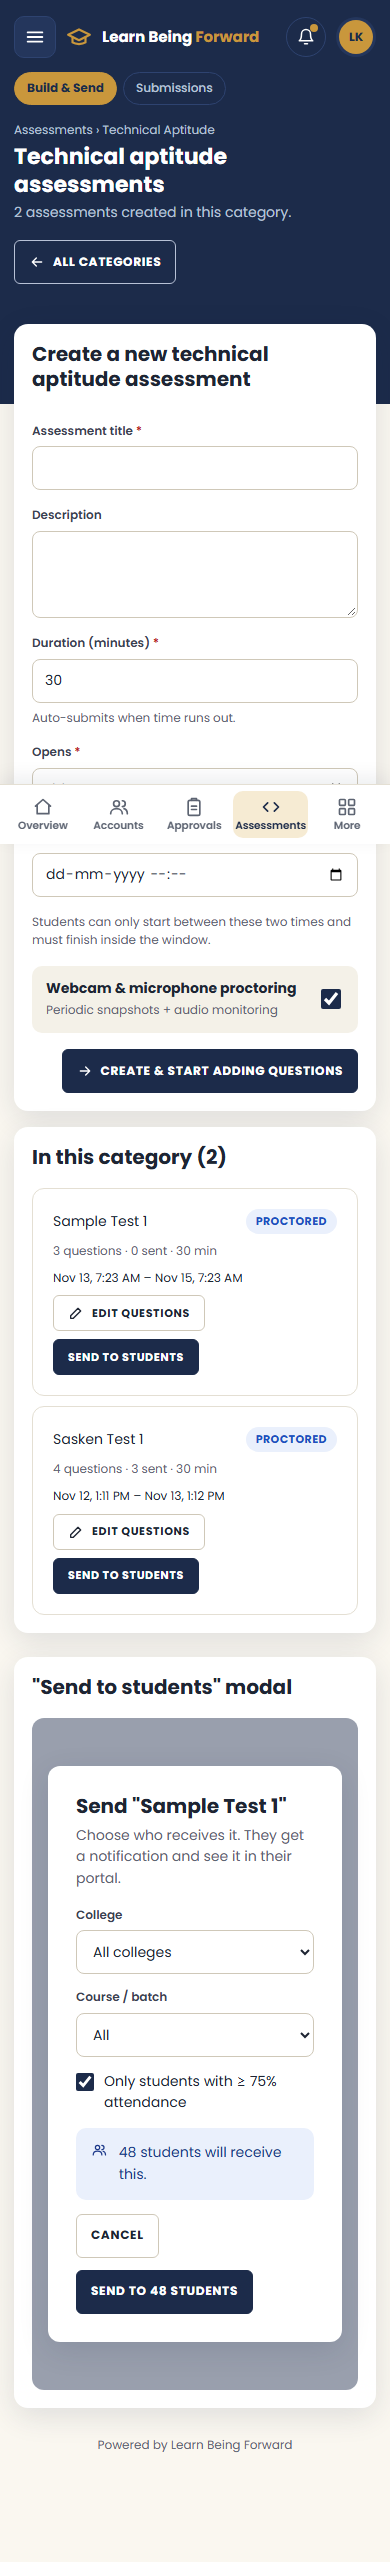 Learn Being Forward
LK
Build & Send
Submissions
Assessments › Technical Aptitude
Technical aptitude
assessments
2 assessments created in this category.
← ALL CATEGORIES
Create a new technical
aptitude assessment
Assessment title *
Description
Duration (minutes) *
30
Auto-submits when time runs out.
Opens *
Overview
Accounts
Approvals
Assessments
More
dd-mm-yyyy --:--
Students can only start between these two times and
must finish inside the window.
Webcam & microphone proctoring
Periodic snapshots + audio monitoring
→ CREATE & START ADDING QUESTIONS
In this category (2)
Sample Test 1
PROCTORED
3 questions · 0 sent · 30 min
Nov 13, 7:23 AM – Nov 15, 7:23 AM
EDIT QUESTIONS
SEND TO STUDENTS
Sasken Test 1
PROCTORED
4 questions · 3 sent · 30 min
Nov 12, 1:11 PM – Nov 13, 1:12 PM
EDIT QUESTIONS
SEND TO STUDENTS
"Send to students" modal
Send "Sample Test 1"
Choose who receives it. They get
a notification and see it in their
portal.
College
All colleges
Course / batch
All
Only students with ≥ 75%
attendance
48 students will receive
this.
CANCEL
SEND TO 48 STUDENTS
Powered by Learn Being Forward